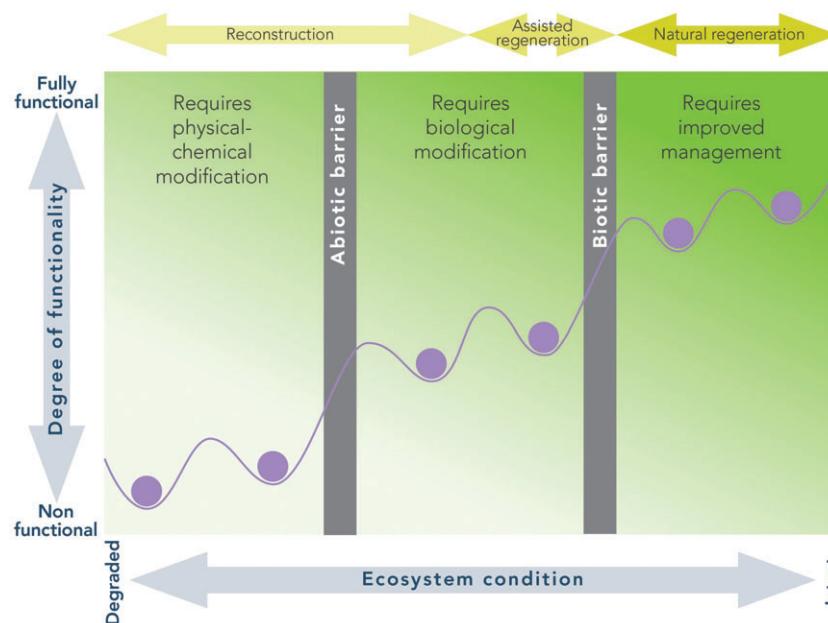 Reconstruction
Assisted
regeneration
Natural regeneration
Fully
functional
Requires
physical-
chemical
modification
Requires
biological
modification
Requires
improved
management
Abiotic barrier
Biotic barrier
Degree of functionality
Non
functional
Degraded
Ecosystem condition